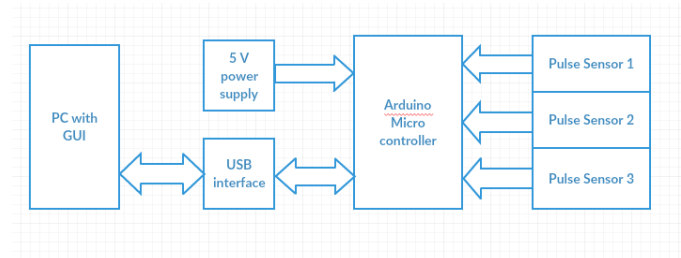 PC with
GUI
5 V
power
supply
USB
interface
Arduino
Micro
controller
Pulse Sensor 1
Pulse Sensor 2
Pulse Sensor 3